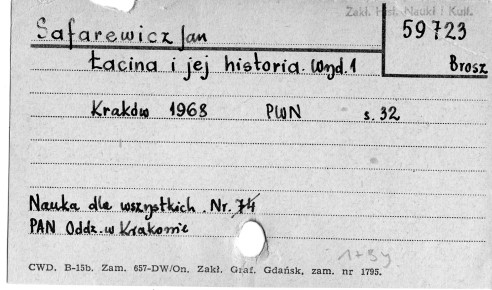 Zakł. Hist. Nauki i Kult.
59723
Safarewicz Jan
Łacina i jej historia. Wyd. 1
Brosz
Kraków 1968 PWN s. 32
Nauka dla wszystkich. Nr. 74
PAN Oddz. w Krakowie
CWD. B-15b. Zam. 657-DW/On. Zakł. Graf. Gdańsk, zam. nr 1795.